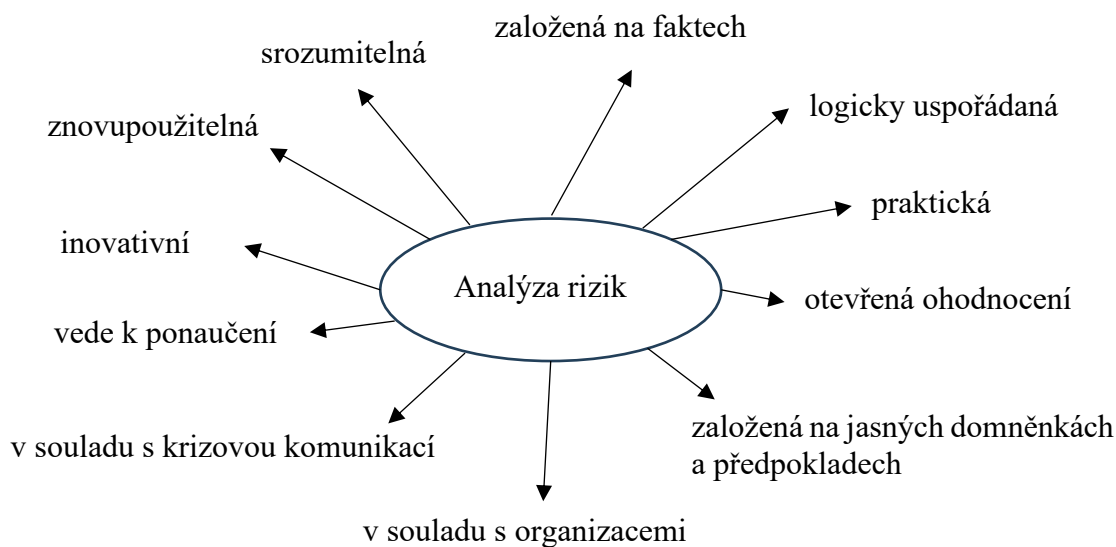 založená na faktech
srozumitelná
logicky uspořádaná
znovupoužitelná
praktická
inovativní
Analýza rizik
otevřená ohodnocení
vede k ponaučení
založená na jasných domněnkách
a předpokladech
v souladu s krizovou komunikací
v souladu s organizacemi